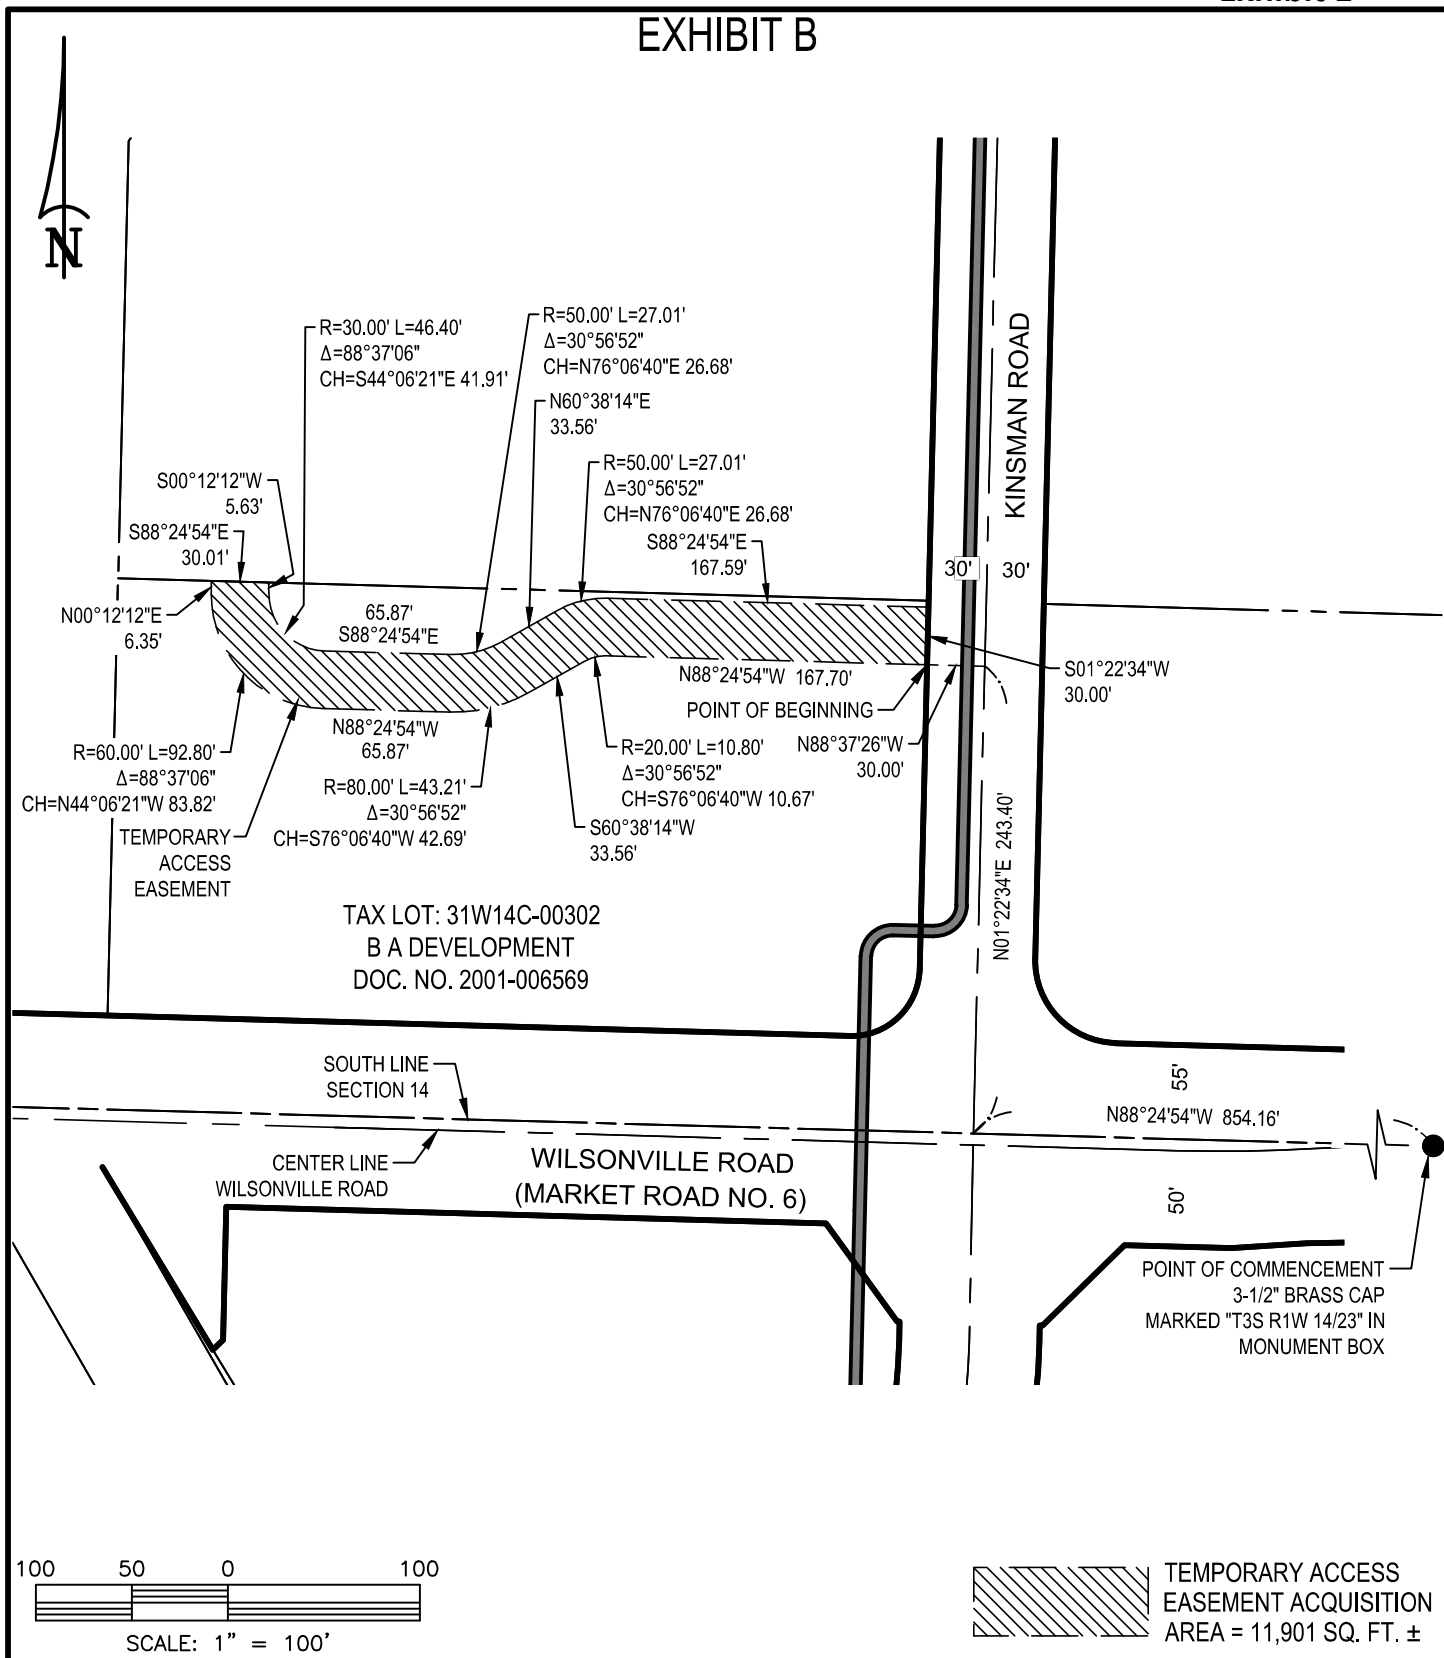 EXHIBIT B
N
R=30.00' L=46.40'
Δ=88°37'06"
CH=S44°06'21"E 41.91'
R=50.00' L=27.01'
Δ=30°56'52"
CH=N76°06'40"E 26.68'
N60°38'14"E
33.56'
R=50.00' L=27.01'
Δ=30°56'52"
CH=N76°06'40"E 26.68'
S88°24'54"E
167.59'
KINSMAN ROAD
30'
30'
S00°12'12"W
5.63'
S88°24'54"E
30.01'
N00°12'12"E
6.35'
65.87'
S88°24'54"E
N88°24'54"W 167.70'
S01°22'34"W
30.00'
POINT OF BEGINNING
N88°37'26"W
30.00'
N88°24'54"W
65.87'
R=60.00' L=92.80'
Δ=88°37'06"
CH=N44°06'21"W 83.82'
R=80.00' L=43.21'
Δ=30°56'52"
CH=S76°06'40"W 42.69'
R=20.00' L=10.80'
Δ=30°56'52"
CH=S76°06'40"W 10.67'
S60°38'14"W
33.56'
TEMPORARY
ACCESS
EASEMENT
N01°22'34"E 243.40'
TAX LOT: 31W14C-00302
B A DEVELOPMENT
DOC. NO. 2001-006569
SOUTH LINE
SECTION 14
55'
N88°24'54"W 854.16'
CENTER LINE
WILSONVILLE ROAD
WILSONVILLE ROAD
(MARKET ROAD NO. 6)
50'
POINT OF COMMENCEMENT
3-1/2" BRASS CAP
MARKED "T3S R1W 14/23" IN
MONUMENT BOX
100 50 0 100
SCALE: 1" = 100'
TEMPORARY ACCESS
EASEMENT ACQUISITION
AREA = 11,901 SQ. FT. ±